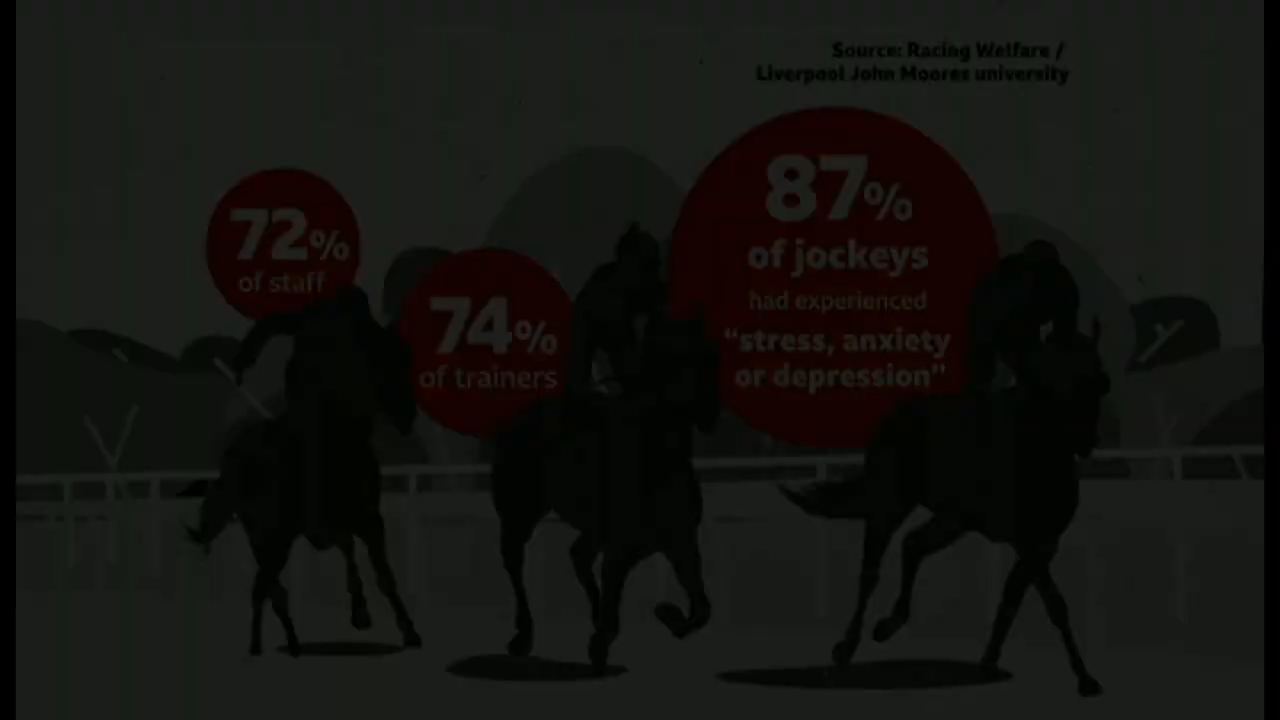 Source: Racing Welfare /
Liverpool John Moores university
72%
of staff
74%
of trainers
87%
of jockeys
had experienced
“stress, anxiety
or depression”